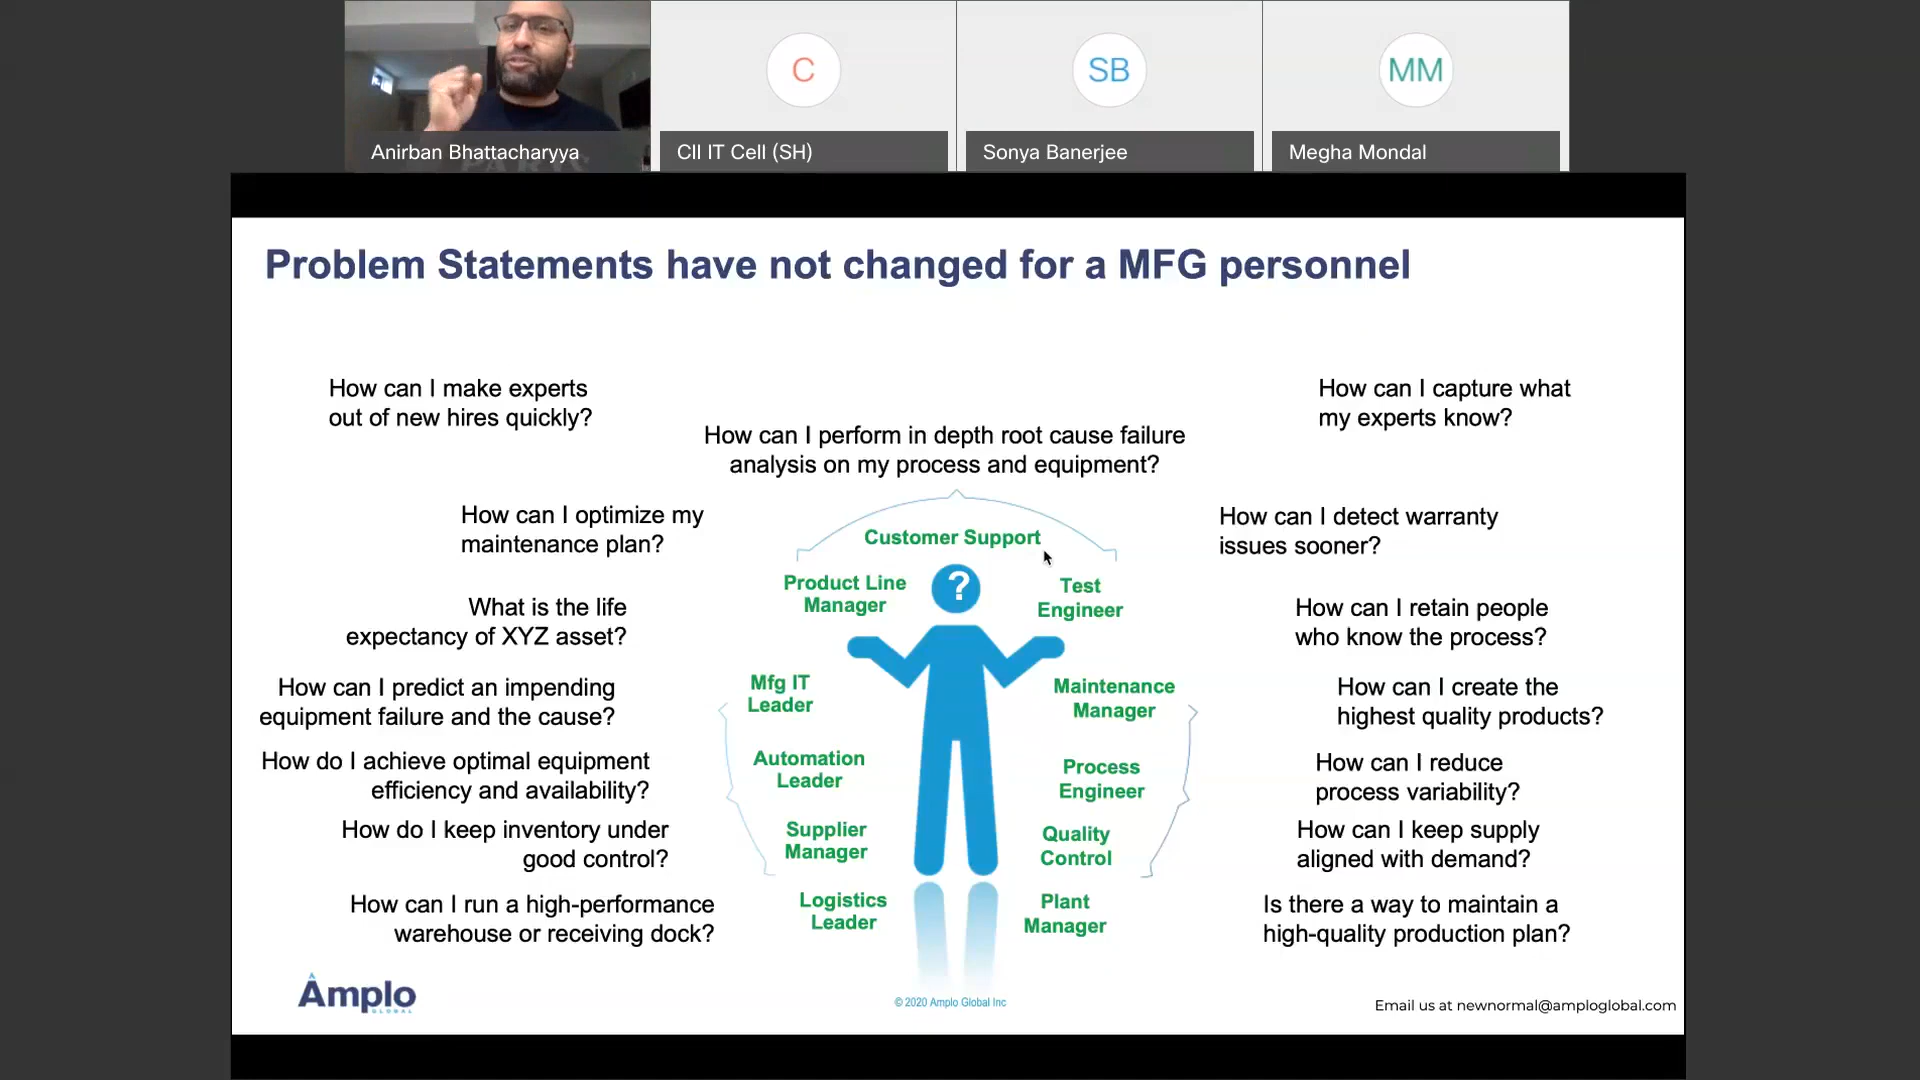 C
SB
MM
Anirban Bhattacharyya
CII IT Cell (SH)
Sonya Banerjee
Megha Mondal
Problem Statements have not changed for a MFG personnel
How can I make experts
out of new hires quickly?
How can I capture what
my experts know?
How can I perform in depth root cause failure
analysis on my process and equipment?
How can I optimize my
maintenance plan?
How can I detect warranty
issues sooner?
Customer Support
Product Line
Manager
?
Test
Engineer
What is the life
expectancy of XYZ asset?
How can I retain people
who know the process?
How can I predict an impending
equipment failure and the cause?
Mfg IT
Leader
Maintenance
Manager
How can I create the
highest quality products?
How do I achieve optimal equipment
efficiency and availability?
Automation
Leader
Process
Engineer
How can I reduce
process variability?
How do I keep inventory under
good control?
Supplier
Manager
Quality
Control
How can I keep supply
aligned with demand?
How can I run a high-performance
warehouse or receiving dock?
Logistics
Leader
Plant
Manager
Is there a way to maintain a
high-quality production plan?
Amplo
GLOBAL
© 2020 Amplo Global Inc
Email us at newnormal@amploglobal.com